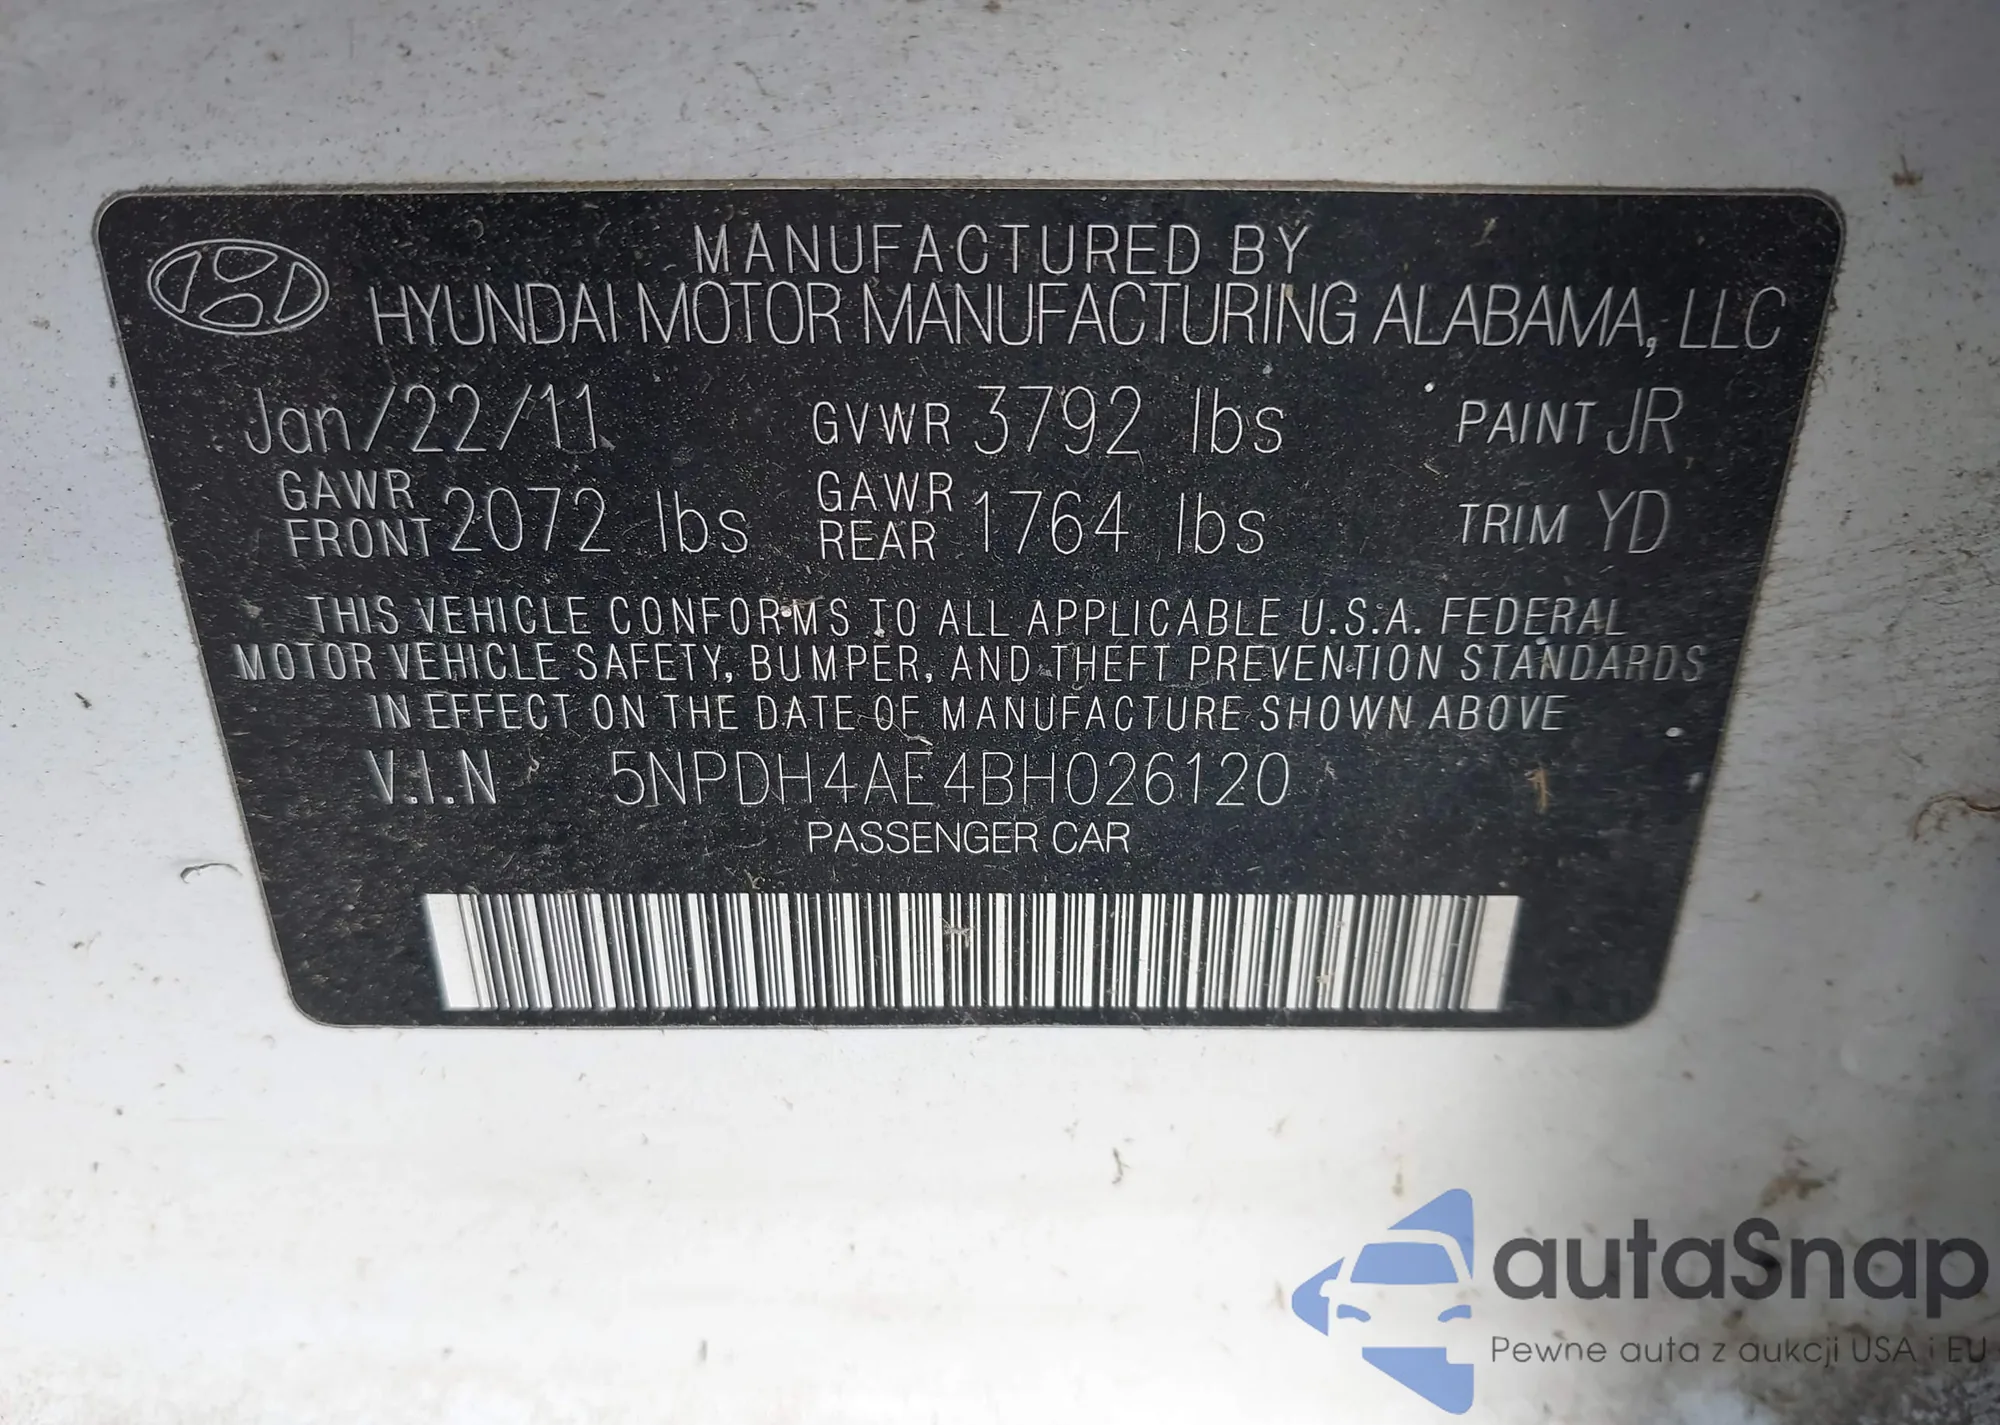 MANUFACTURED BY
HYUNDAI MOTOR MANUFACTURING ALABAMA, LLC
Jan/22/11 GVWR 3792 lbs PAINT JR
GAWR FRONT 2072 lbs GAWR REAR 1764 lbs TRIM YD
THIS VEHICLE CONFORMS TO ALL APPLICABLE U.S.A. FEDERAL
MOTOR VEHICLE SAFETY, BUMPER, AND THEFT PREVENTION STANDARDS
IN EFFECT ON THE DATE OF MANUFACTURE SHOWN ABOVE
V.I.N 5NPDH4AE4BH026120
PASSENGER CAR
autaSnap
Pewne auta z aukcji USA i EU